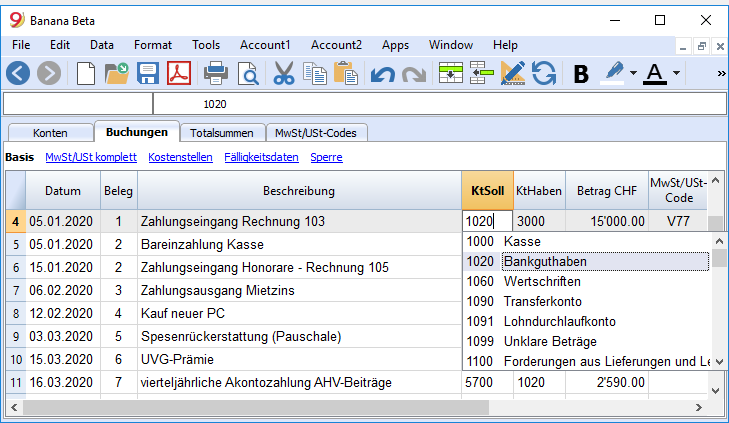 Banana Beta
File Edit Data Format Tools Account1 Account2 Apps Window Help
B A »
1020
Konten Buchungen Totalsummen MwSt/USt-Codes
Basis MwSt/USt komplett Kostenstellen Fälligkeitsdaten Sperre
Datum Beleg Beschreibung KtSoll KtHaben Betrag CHF MwSt/USt-
Code
4 05.01.2020 1 Zahlungseingang Rechnung 103 1020 3000 15'000.00 V77
5 05.01.2020 2 Bareinzahlung Kasse 1000 Kasse
6 15.01.2020 2 Zahlungseingang Honorare - Rechnung 105 1020 Bankguthaben
7 06.02.2020 3 Zahlungsausgang Mietzins 1060 Wertschriften
8 12.02.2020 4 Kauf neuer PC 1090 Transferkonto
9 03.03.2020 5 Spesenrückerstattung (Pauschale) 1091 Lohndurchlaufkonto
10 15.03.2020 6 UVG-Prämie 1099 Unklare Beträge
1100 Forderungen aus Lieferungen und Le
11 16.03.2020 7 vierteljährliche Akontozahlung AHV-Beiträge 5700 1020 2'590.00